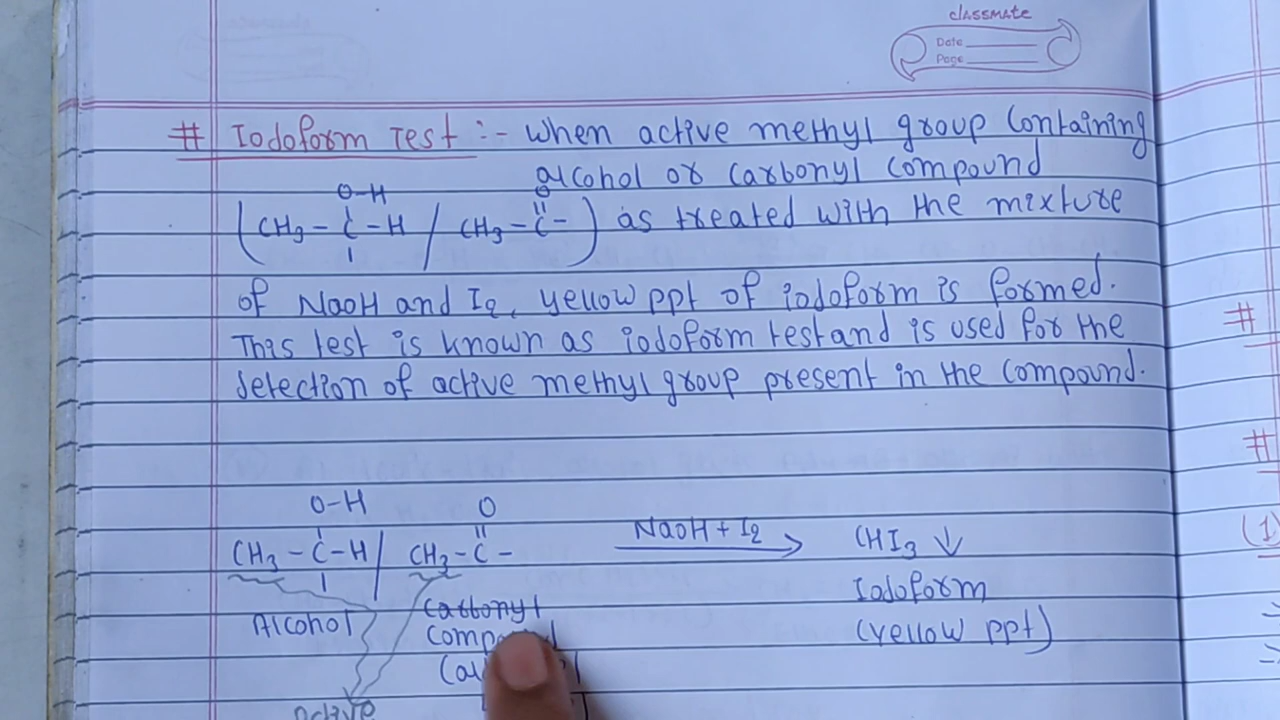 classmate
Date
Page
# Iodoform Test :- When active methyl group containing
alcohol or carbonyl compound
O-H O
(CH3 - C - H / CH3 - C -) as treated with the mixture
of NaOH and I2, yellow ppt of iodoform is formed.
This test is known as iodoform test and is used for the
detection of active methyl group present in the compound.
O-H O
CH3 - C - H / CH3 - C - NaOH + I2 → CHI3 ↓
Iodoform
Alcohol Carbonyl
(yellow ppt)
Active
#
#
(1)